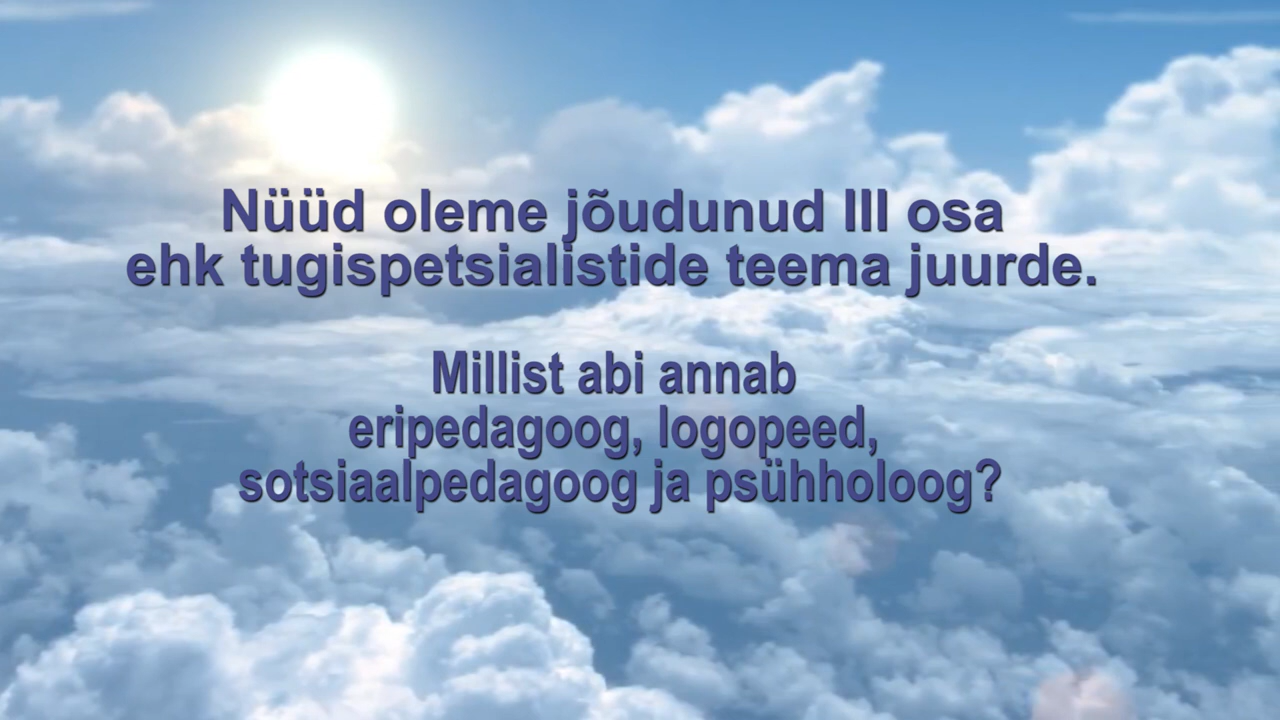 Nüüd oleme jõudunud III osa
ehk tugispetsialistide teema juurde.
Millist abi annab
eripedagoog, logopeed,
sotsiaalpedagoog ja psühholoog?